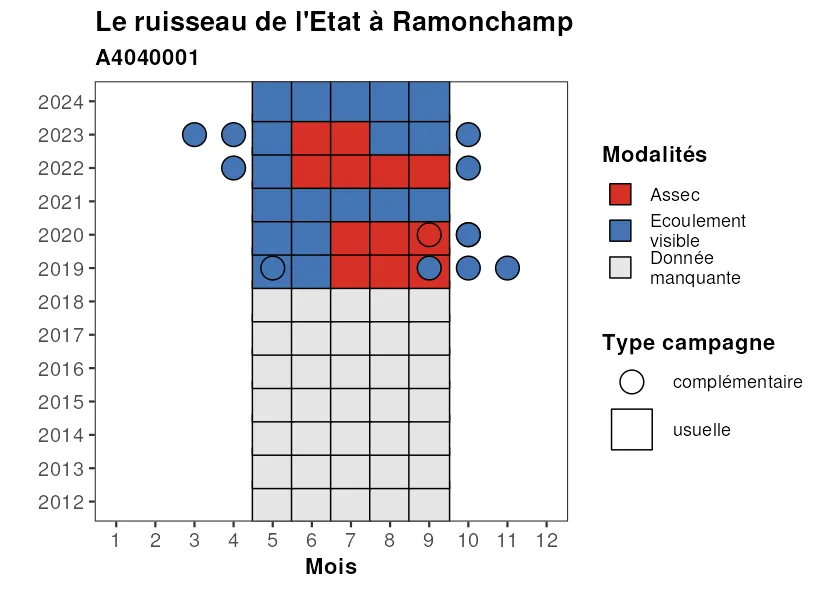 Le ruisseau de l'Etat à Ramonchamp
A4040001
2024
2023
2022
2021
2020
2019
2018
2017
2016
2015
2014
2013
2012
1 2 3 4 5 6 7 8 9 10 11 12
Mois
Modalités
Assec
Ecoulement
visible
Donnée
manquante
Type campagne
complémentaire
usuelle